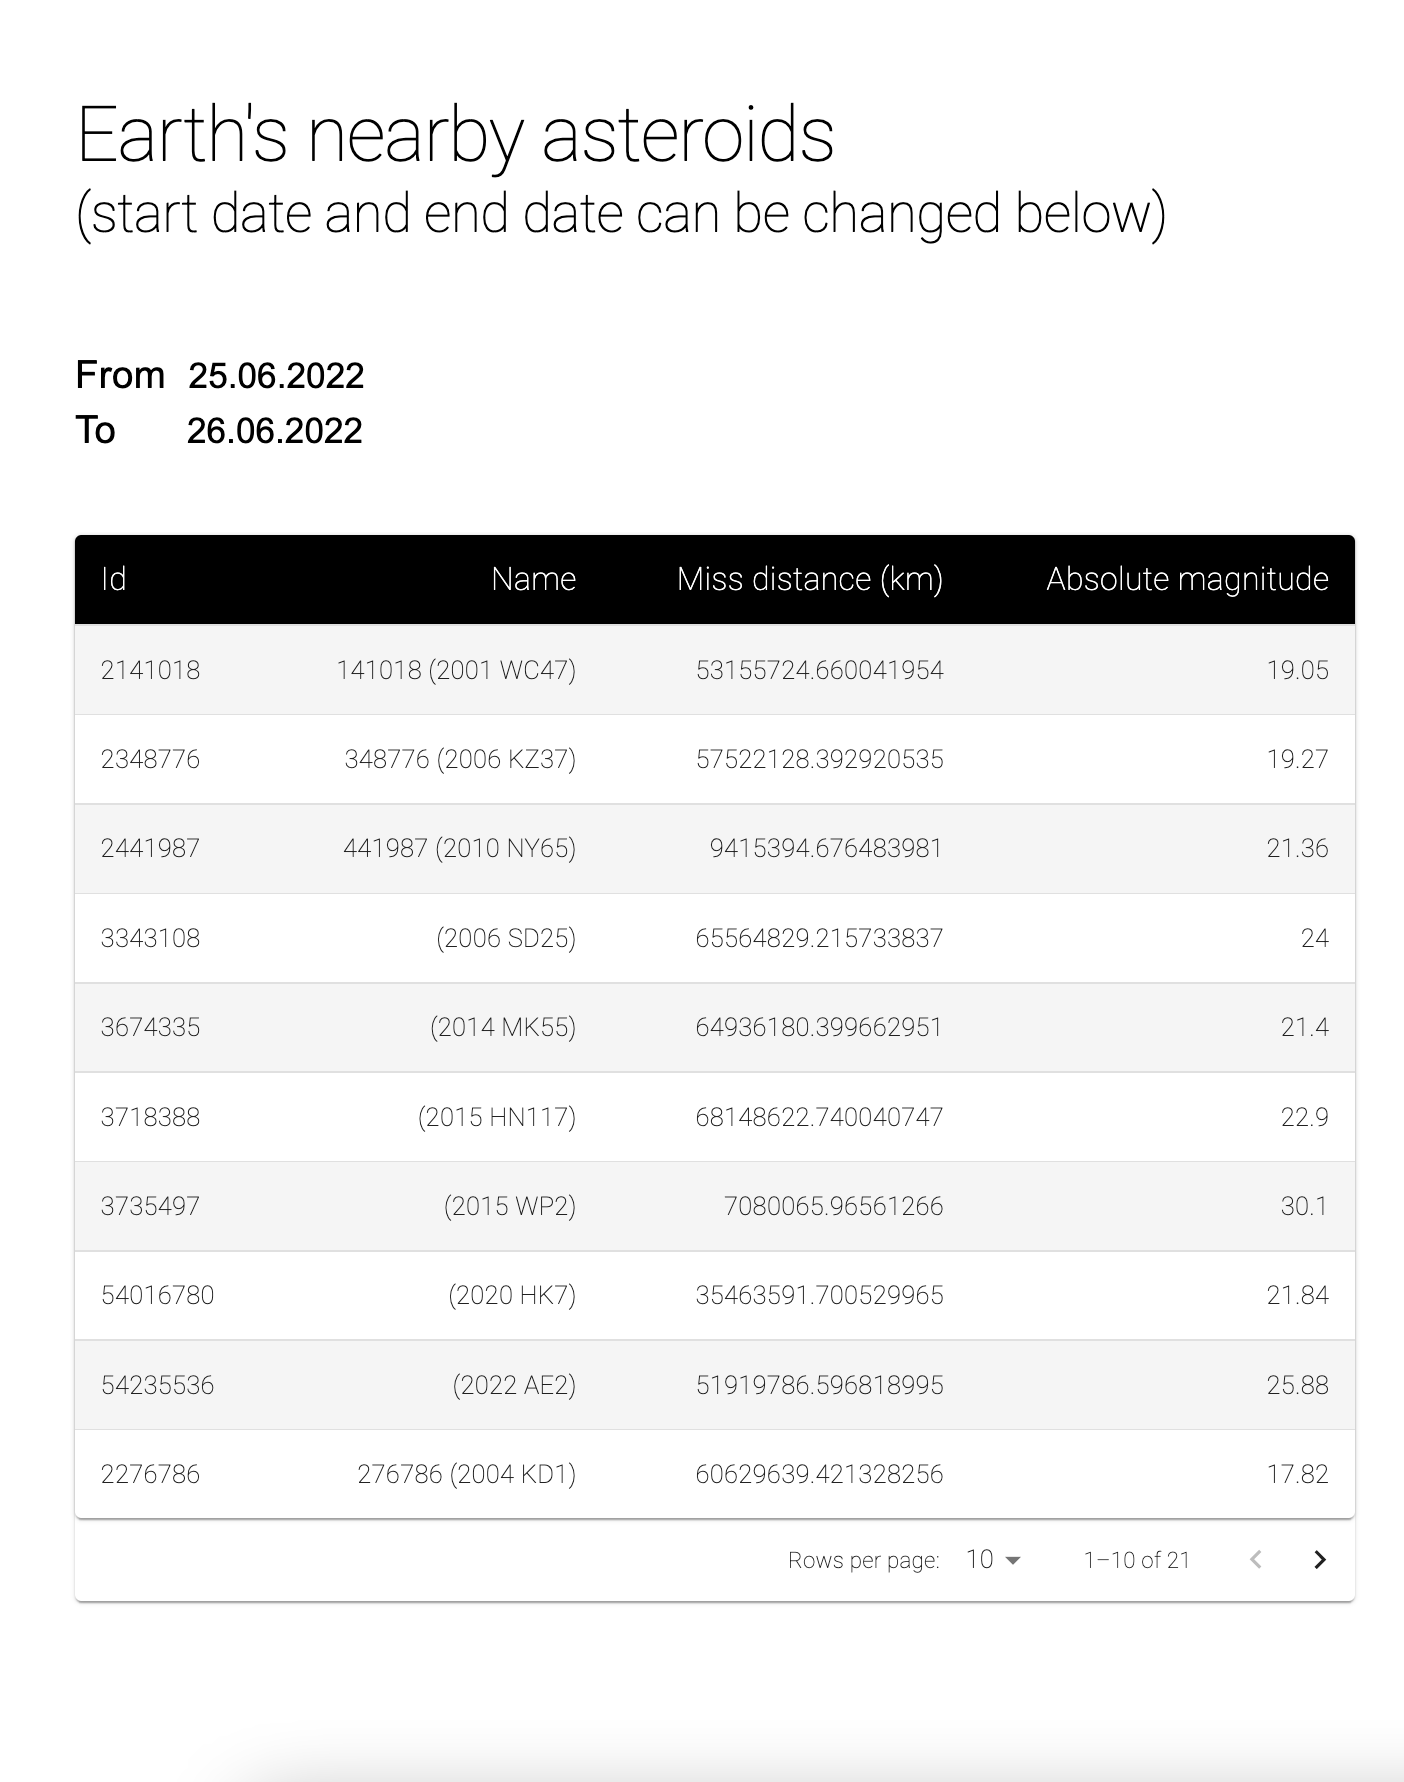 Earth's nearby asteroids
(start date and end date can be changed below)
From 25.06.2022
To 26.06.2022
Id Name Miss distance (km) Absolute magnitude
2141018 141018 (2001 WC47) 53155724.660041954 19.05
2348776 348776 (2006 KZ37) 57522128.392920535 19.27
2441987 441987 (2010 NY65) 9415394.676483981 21.36
3343108 (2006 SD25) 65564829.215733837 24
3674335 (2014 MK55) 64936180.399662951 21.4
3718388 (2015 HN117) 68148622.740040747 22.9
3735497 (2015 WP2) 7080065.96561266 30.1
54016780 (2020 HK7) 35463591.700529965 21.84
54235536 (2022 AE2) 51919786.596818995 25.88
2276786 276786 (2004 KD1) 60629639.421328256 17.82
Rows per page: 10 1–10 of 21